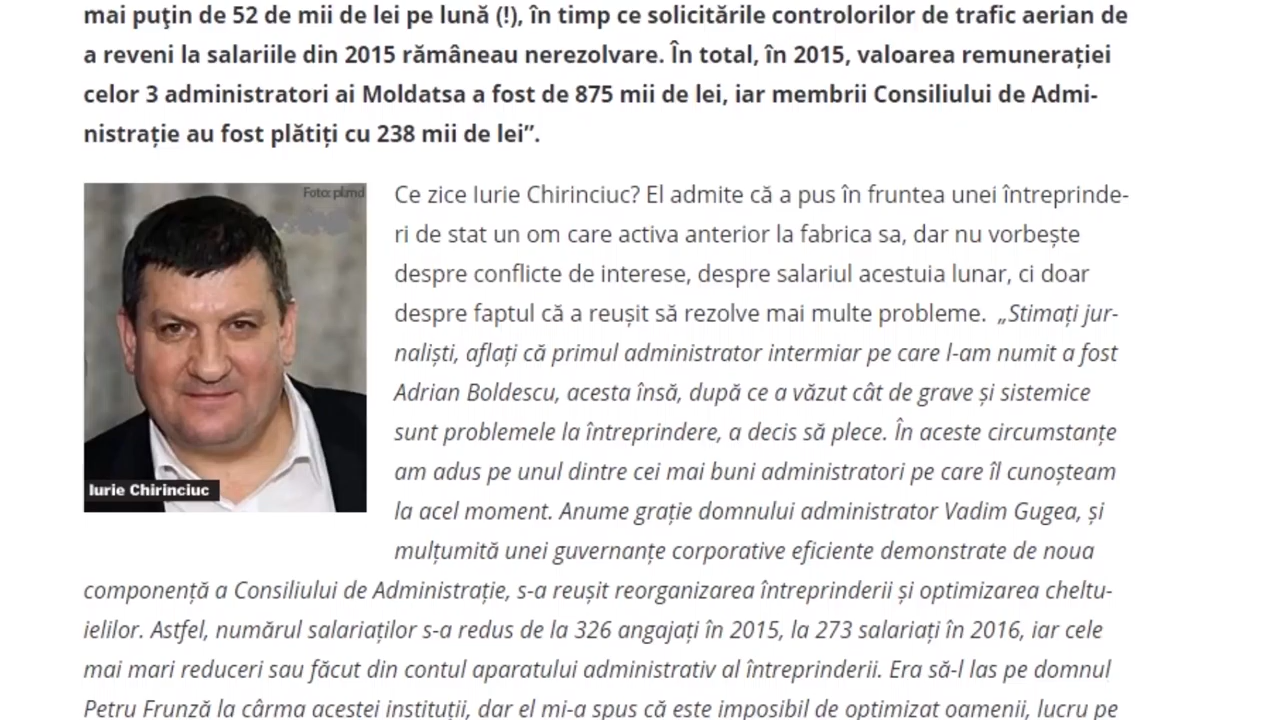 mai puțin de 52 de mii de lei pe lună (!), în timp ce solicitările controlorilor de trafic aerian de
a reveni la salariile din 2015 rămâneau nerezolvare. În total, în 2015, valoarea remunerației
celor 3 administratori ai Moldatsa a fost de 875 mii de lei, iar membrii Consiliului de Admi-
nistrație au fost plătiți cu 238 mii de lei”.
Foto: pl.md
Iurie Chirinciuc
Ce zice Iurie Chirinciuc? El admite că a pus în fruntea unei întreprinde-
ri de stat un om care activa anterior la fabrica sa, dar nu vorbește
despre conflicte de interese, despre salariul acestuia lunar, ci doar
despre faptul că a reușit să rezolve mai multe probleme. „Stimați jur-
naliști, aflați că primul administrator intermiar pe care l-am numit a fost
Adrian Boldescu, acesta însă, după ce a văzut cât de grave și sistemice
sunt problemele la întreprindere, a decis să plece. În aceste circumstanțe
am adus pe unul dintre cei mai buni administratori pe care îl cunoșteam
la acel moment. Anume grație domnului administrator Vadim Gugea, și
mulțumită unei guvernanțe corporative eficiente demonstrate de noua
componență a Consiliului de Administrație, s-a reușit reorganizarea întreprinderii și optimizarea cheltu-
ielilor. Astfel, numărul salariaților s-a redus de la 326 angajați în 2015, la 273 salariați în 2016, iar cele
mai mari reduceri sau făcut din contul aparatului administrativ al întreprinderii. Era să-l las pe domnul
Petru Frunză la cârma acestei instituții, dar el mi-a spus că este imposibil de optimizat oamenii, lucru pe